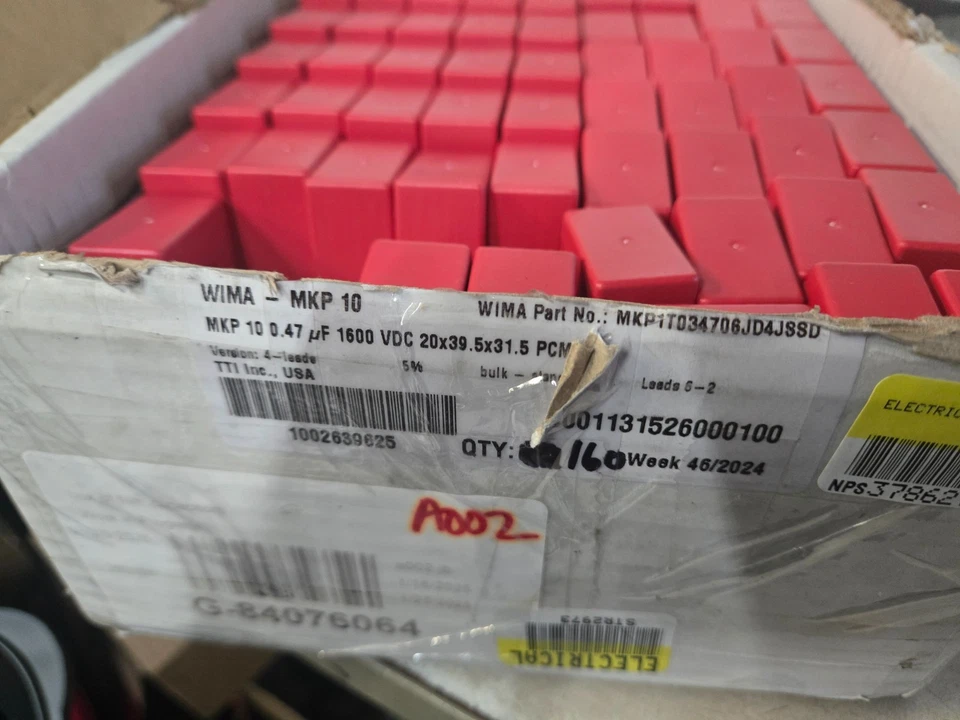 WIMA - MKP 10
WIMA Part No.: MKP1T034706JD4JSSD
MKP 10 0.47 µF 1600 VDC 20x39.5x31.5 PCM
Version: 4-leads 5% bulk -
TTI Inc., USA Leads 6-2
1002639625
001131526000100
QTY: 160 Week 46/2024
ELECTRIC
NPS37862
A002
G-84076064
STR2973
ELECTRICAL